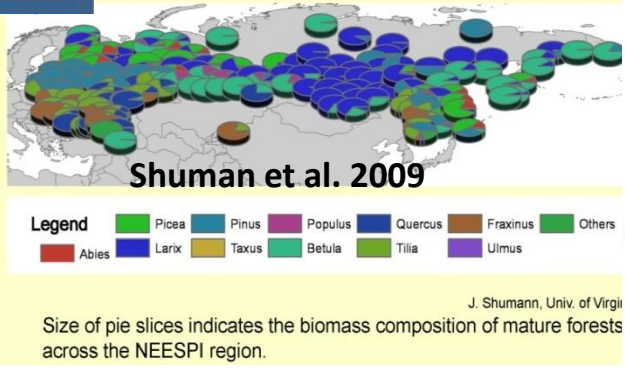 Shuman et al. 2009
Legend
Picea Pinus Populus Quercus Fraxinus Others
Abies Larix Taxus Betula Tilia Ulmus
J. Shumann, Univ. of Virgin
Size of pie slices indicates the biomass composition of mature forests
across the NEESPI region.